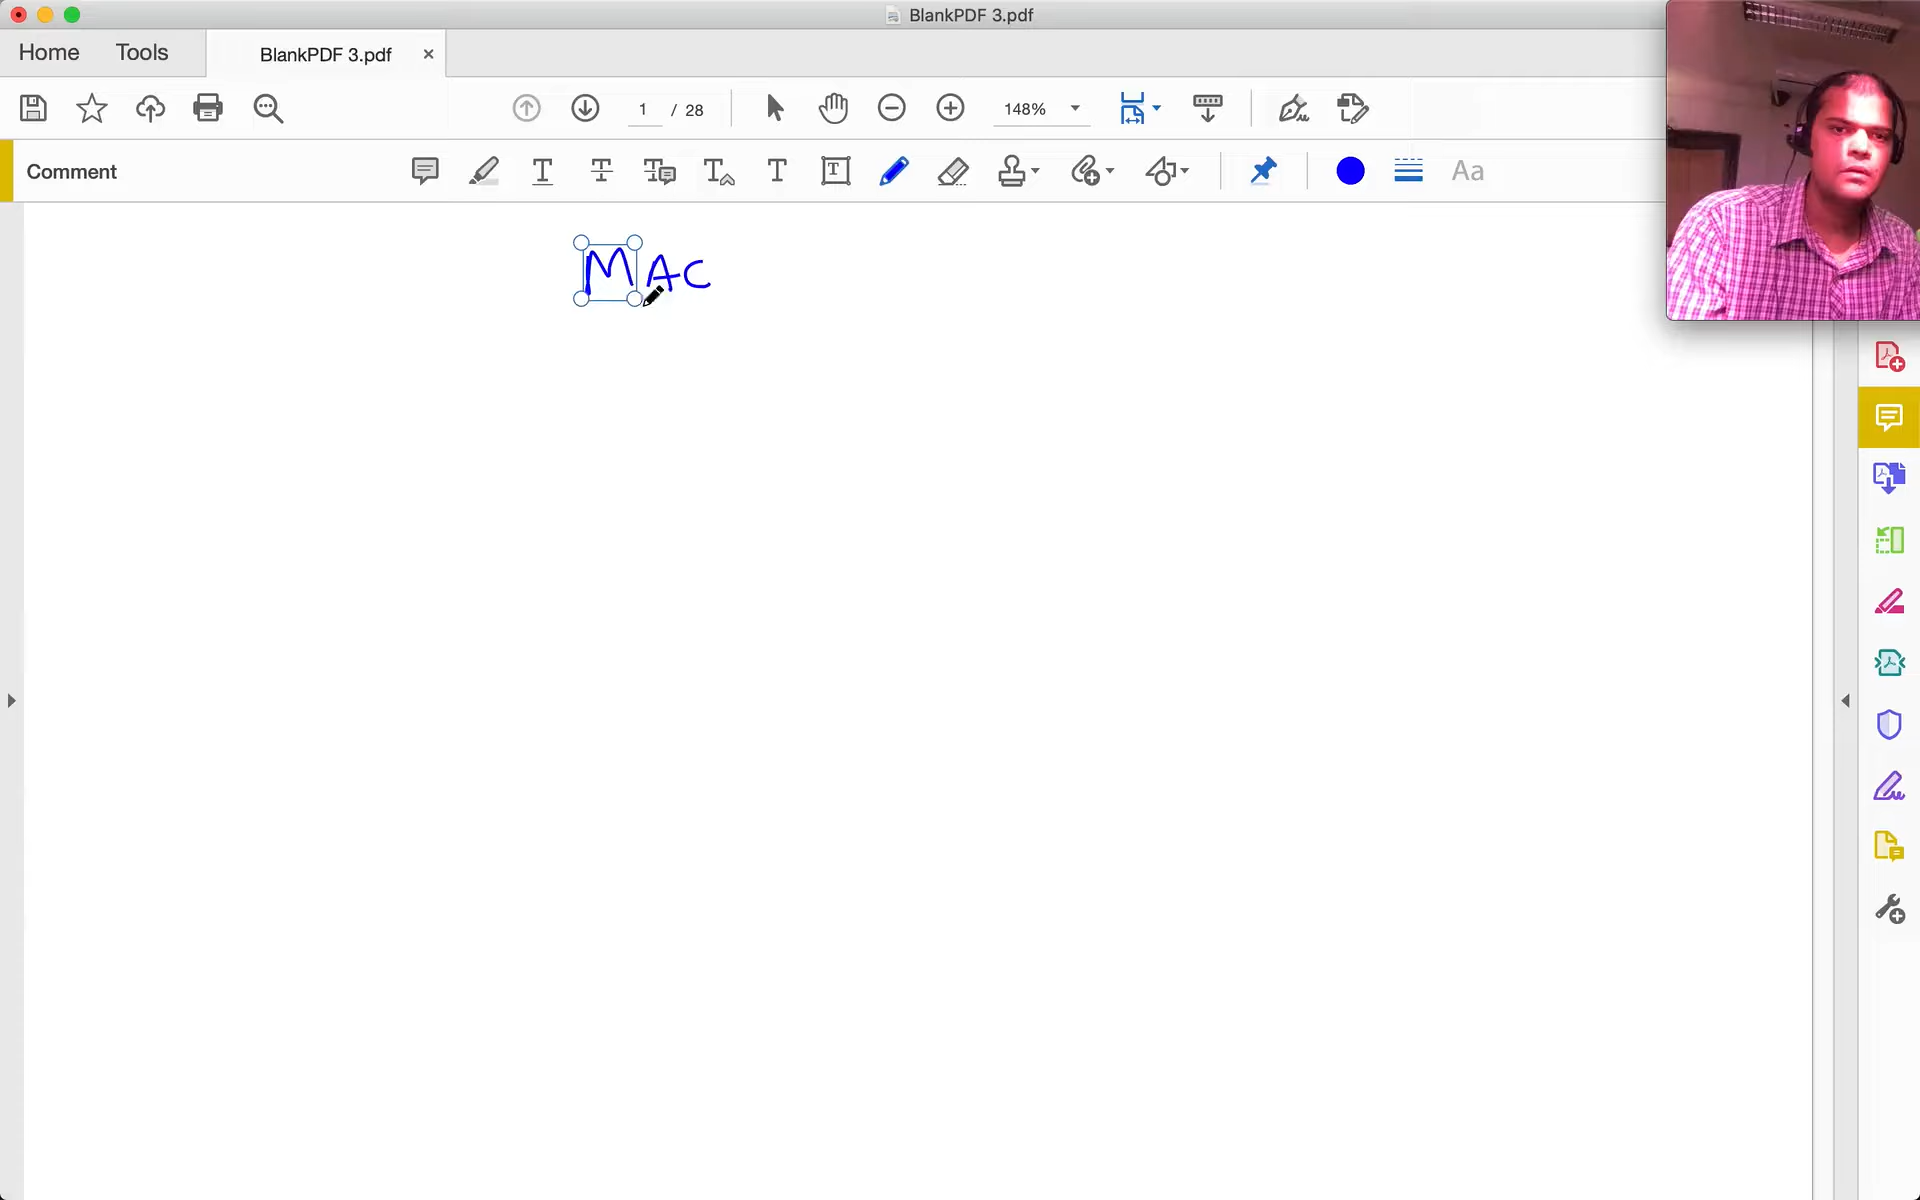 BlankPDF 3.pdf
Home Tools BlankPDF 3.pdf ×
1 / 28 148%
Comment Aa
MAC